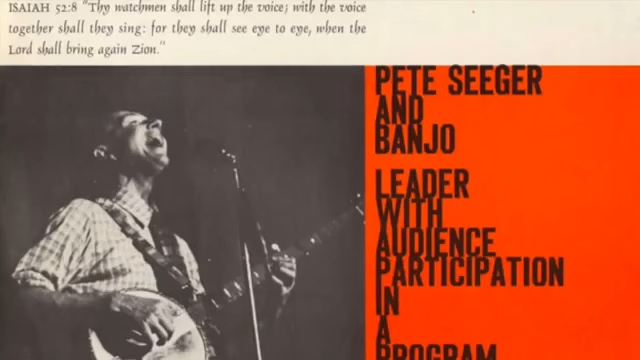 ISAIAH 52:8 "Thy watchmen shall lift up the voice; with the voice
together shall they sing: for they shall see eye to eye, when the
Lord shall bring again Zion."
PETE SEEGER
AND
BANJO
LEADER
WITH
AUDIENCE
PARTICIPATION
IN
A
PROGRAM